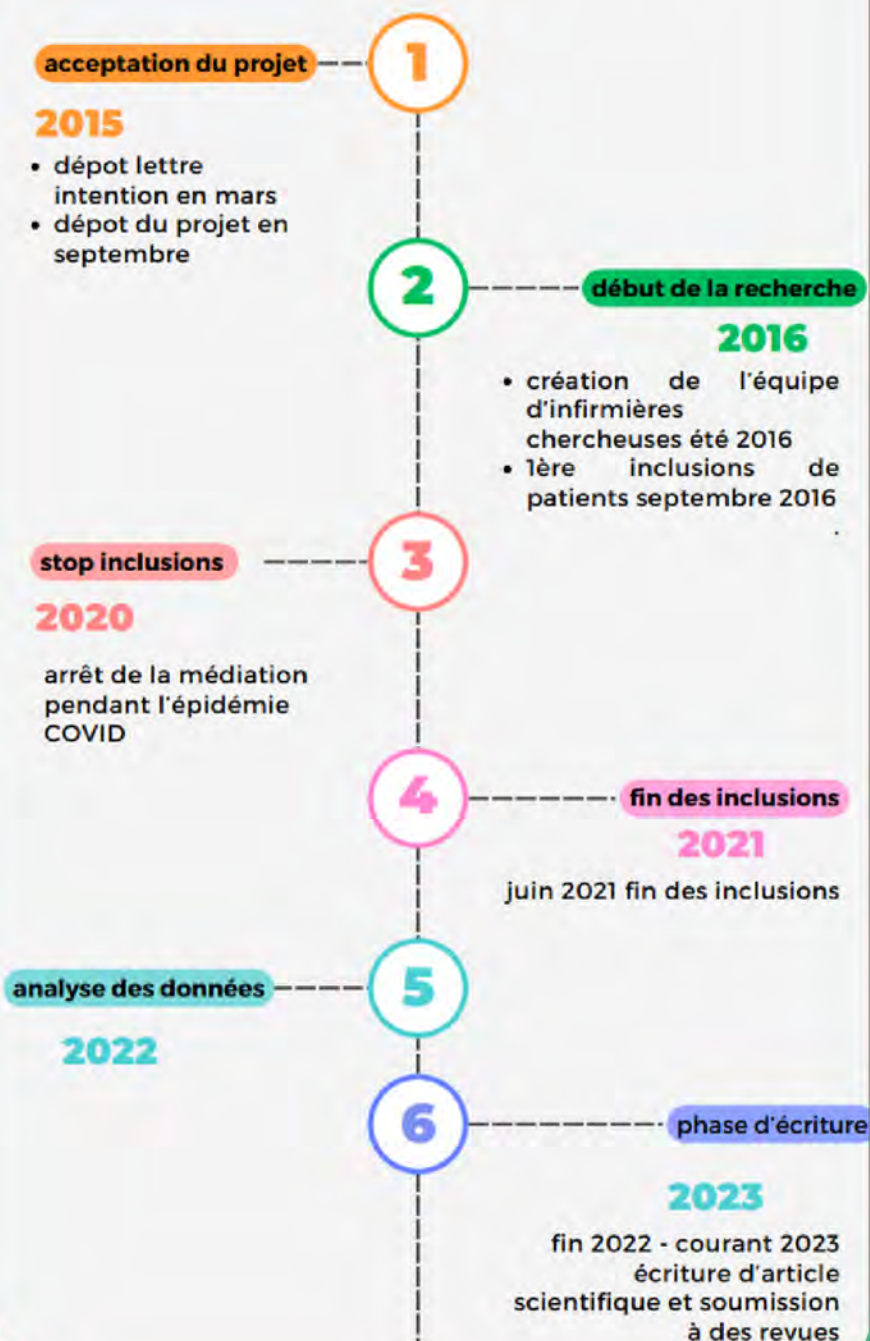 1
acceptation du projet
2015
• dépot lettre
intention en mars
• dépot du projet en
septembre
2
début de la recherche
2016
• création de l'équipe
d'infirmières
chercheuses été 2016
• 1ère inclusions de
patients septembre 2016
.
3
stop inclusions
2020
arrêt de la médiation
pendant l'épidémie
COVID
4
fin des inclusions
2021
juin 2021 fin des inclusions
5
analyse des données
2022
6
phase d'écriture
2023
fin 2022 - courant 2023
écriture d'article
scientifique et soumission
à des revues